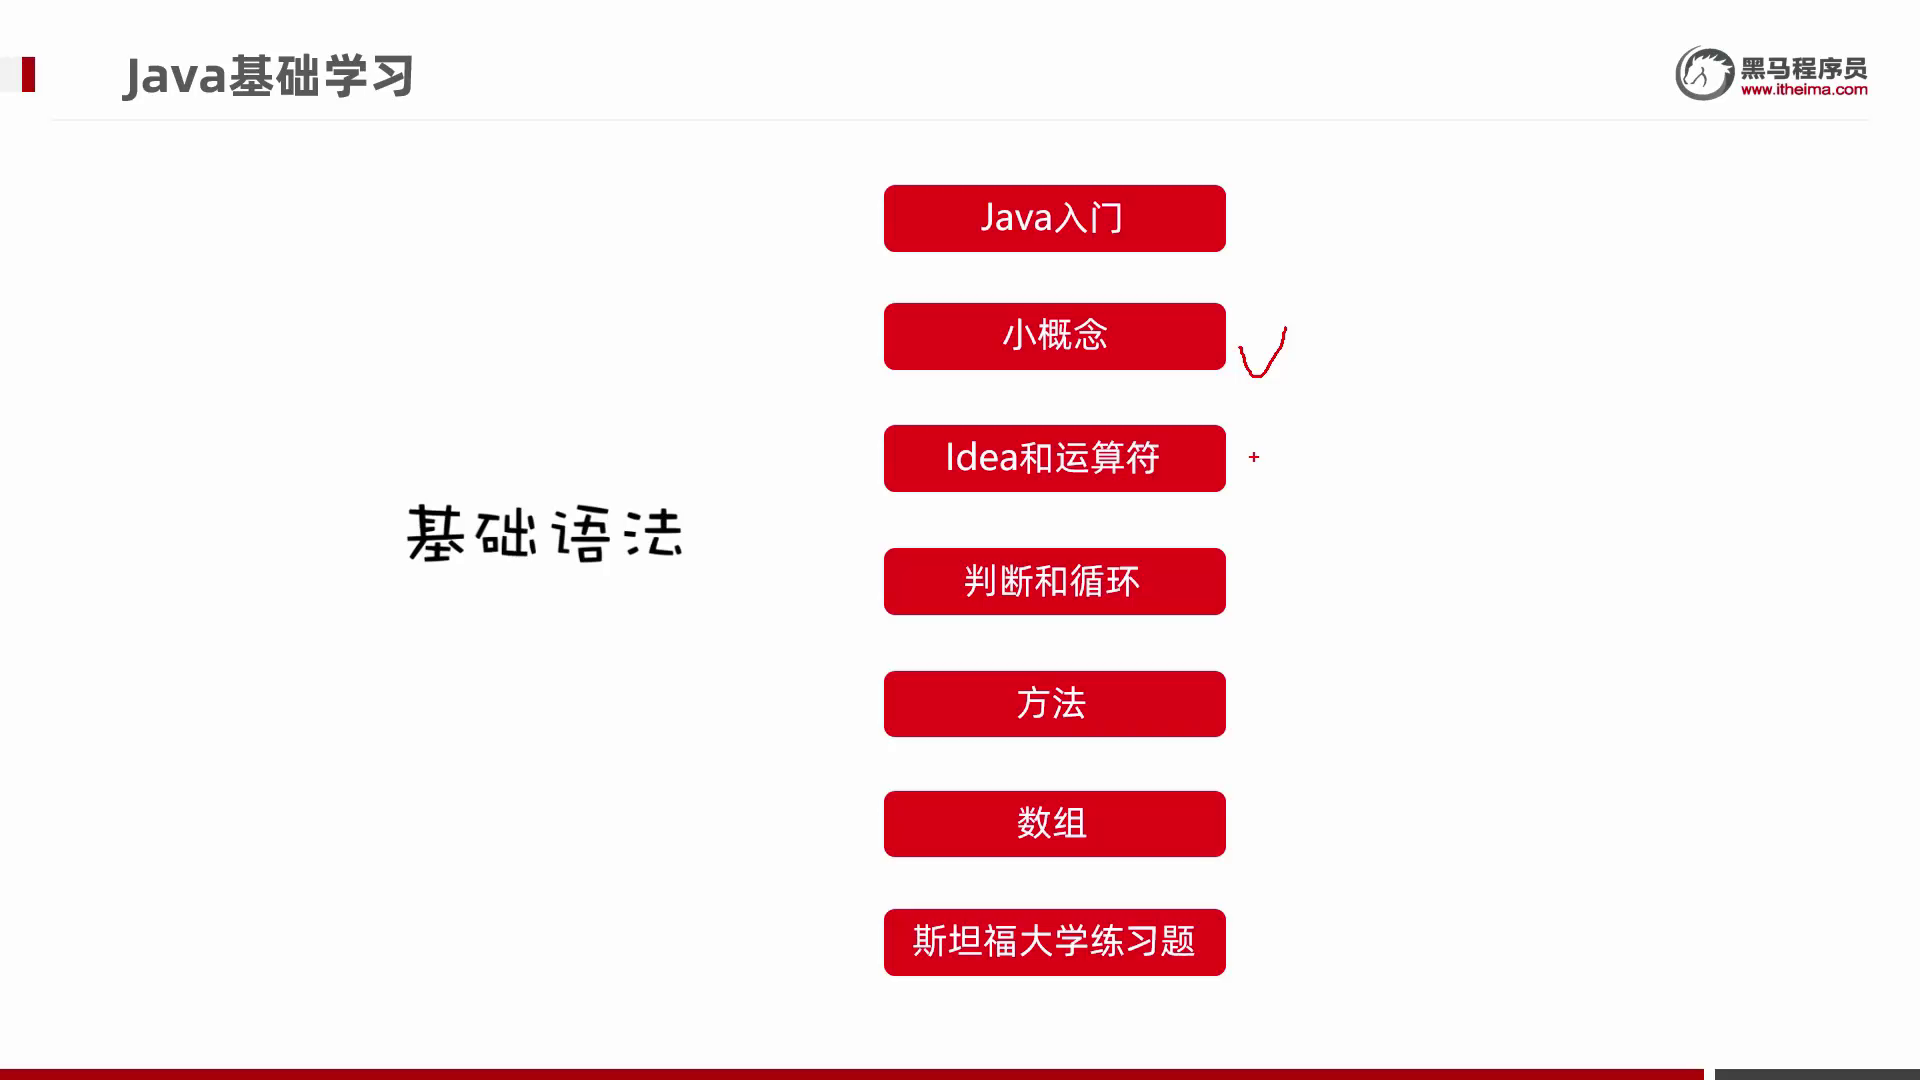 Java基础学习
黑马程序员
www.itheima.com
Java入门
小概念
Idea和运算符
基础语法
判断和循环
方法
数组
斯坦福大学练习题